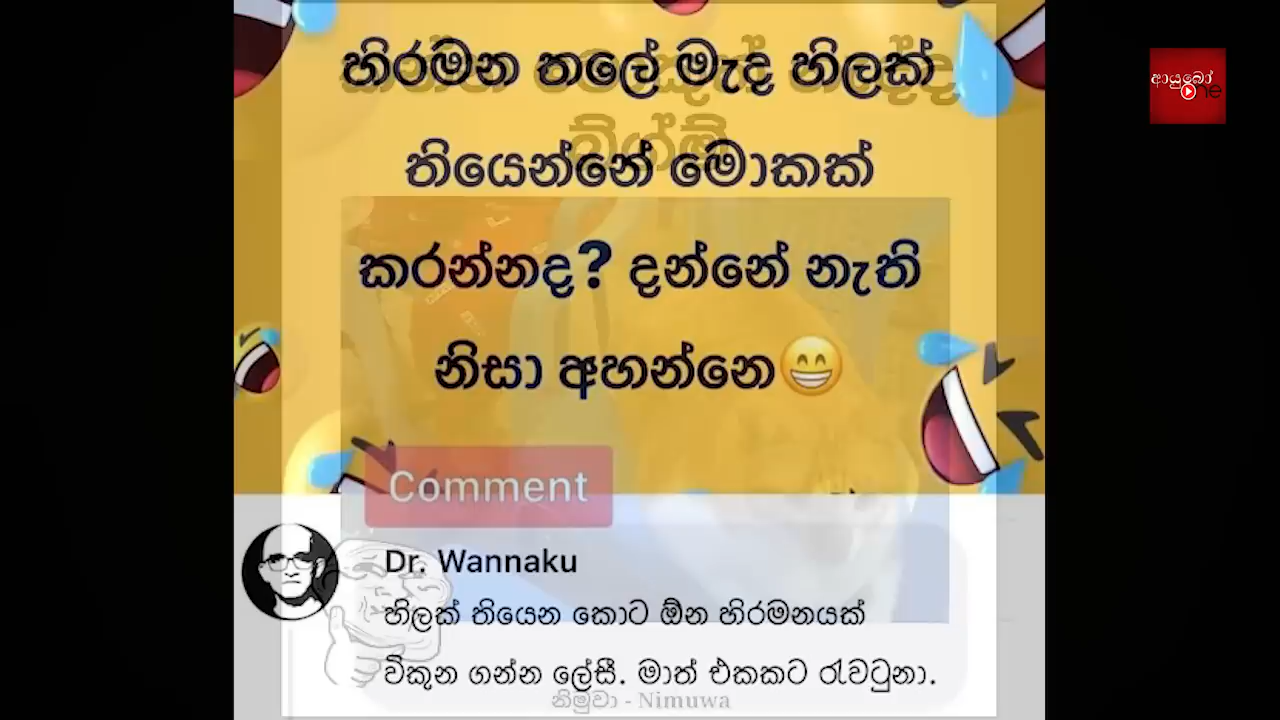 හිරමන තලේ මැද හිලක්
තියෙන්නේ මොකක්
කරන්නද? දන්නේ නැති
නිසා අහන්නෙ😁
Comment
Dr. Wannaku
හිලක් තියෙන කොට ඕන හිරමනයක්
විකුන ගන්න ලේසී. මාත් එකකට රැවටුනා.
නිමුවා - Nimuwa
ආයුබෝ
one